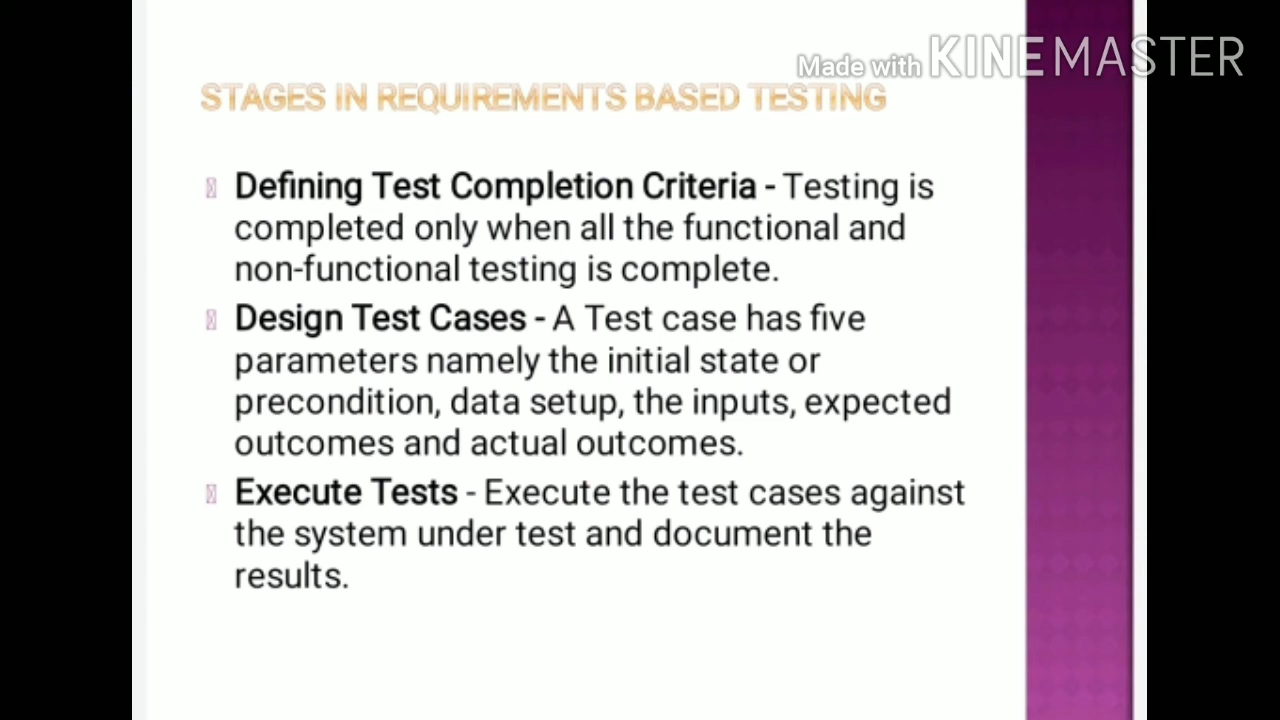 Made with KINEMASTER
STAGES IN REQUIREMENTS BASED TESTING
Defining Test Completion Criteria - Testing is
completed only when all the functional and
non-functional testing is complete.
Design Test Cases - A Test case has five
parameters namely the initial state or
precondition, data setup, the inputs, expected
outcomes and actual outcomes.
Execute Tests - Execute the test cases against
the system under test and document the
results.